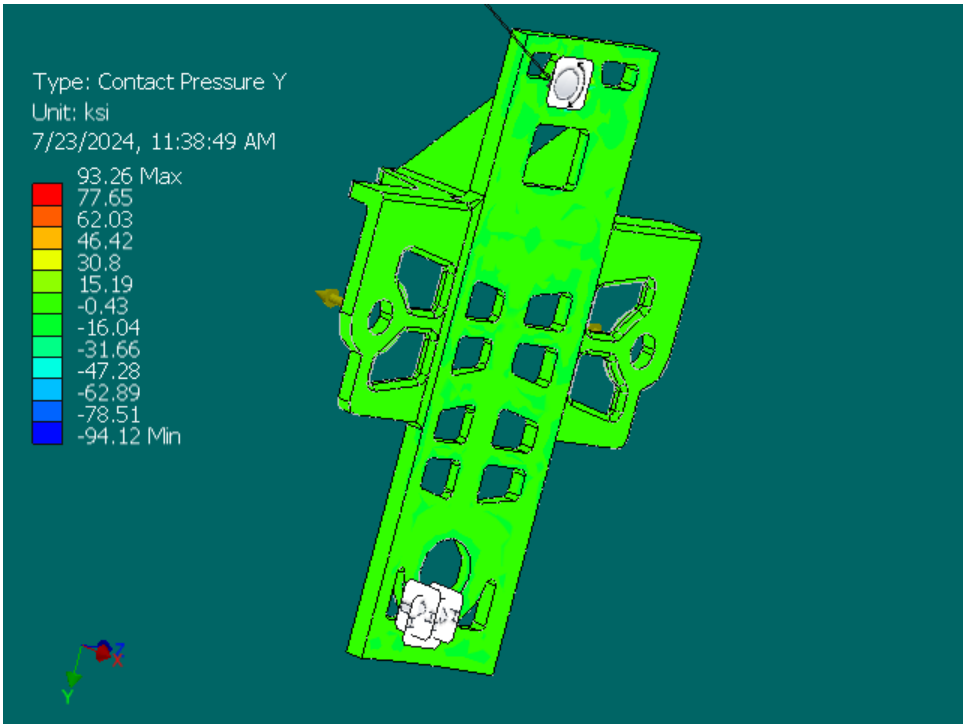 Type: Contact Pressure Y
Unit: ksi
7/23/2024, 11:38:49 AM
93.26 Max
77.65
62.03
46.42
30.8
15.19
-0.43
-16.04
-31.66
-47.28
-62.89
-78.51
-94.12 Min
Z
X
Y